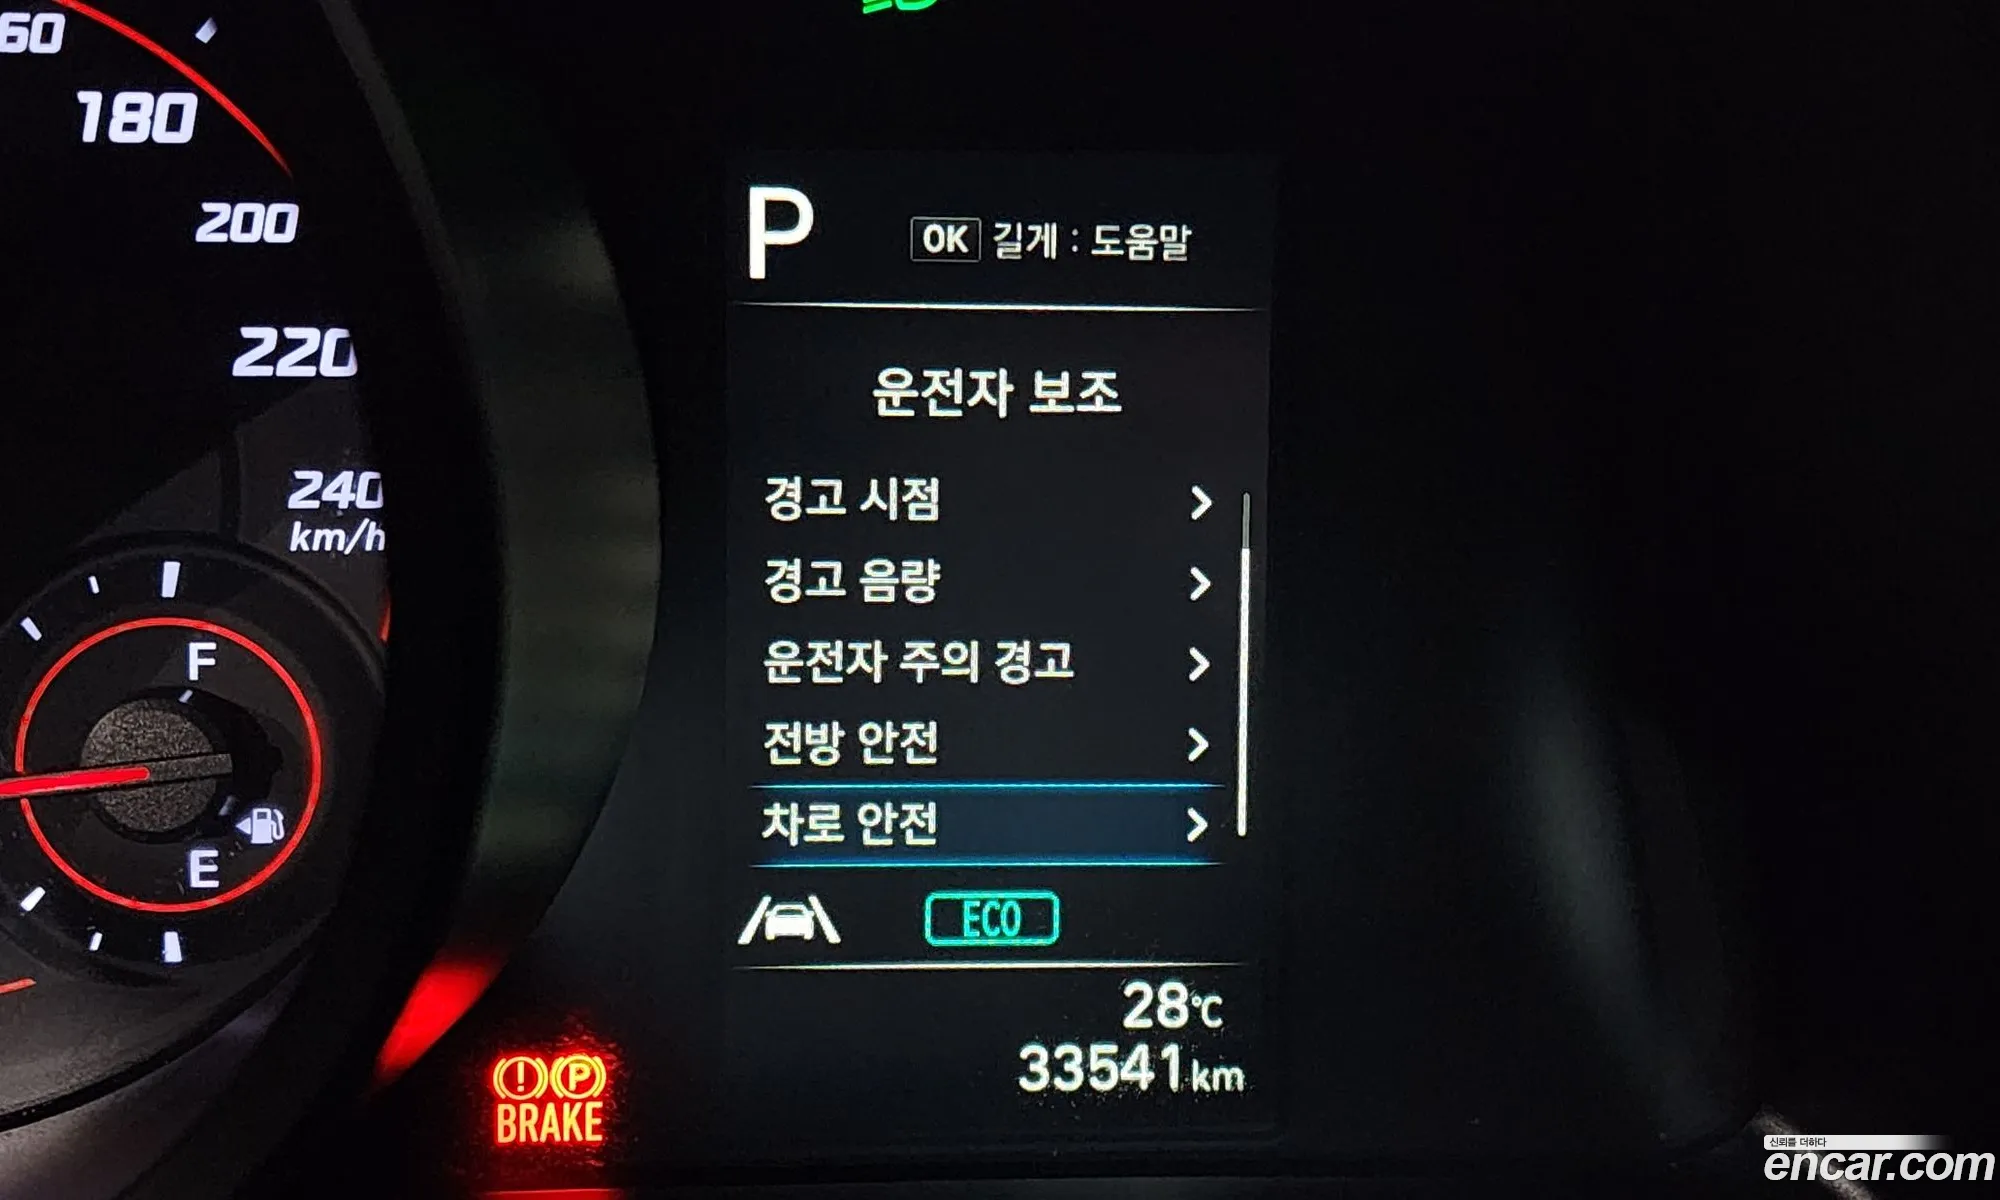 180
200
220
240
km/h
F
E
P
OK 길게 : 도움말
운전자 보조
경고 시점
경고 음량
운전자 주의 경고
전방 안전
차로 안전
ECO
28℃
33541km
(!)(P)
BRAKE
신뢰를 더하다
encar.com